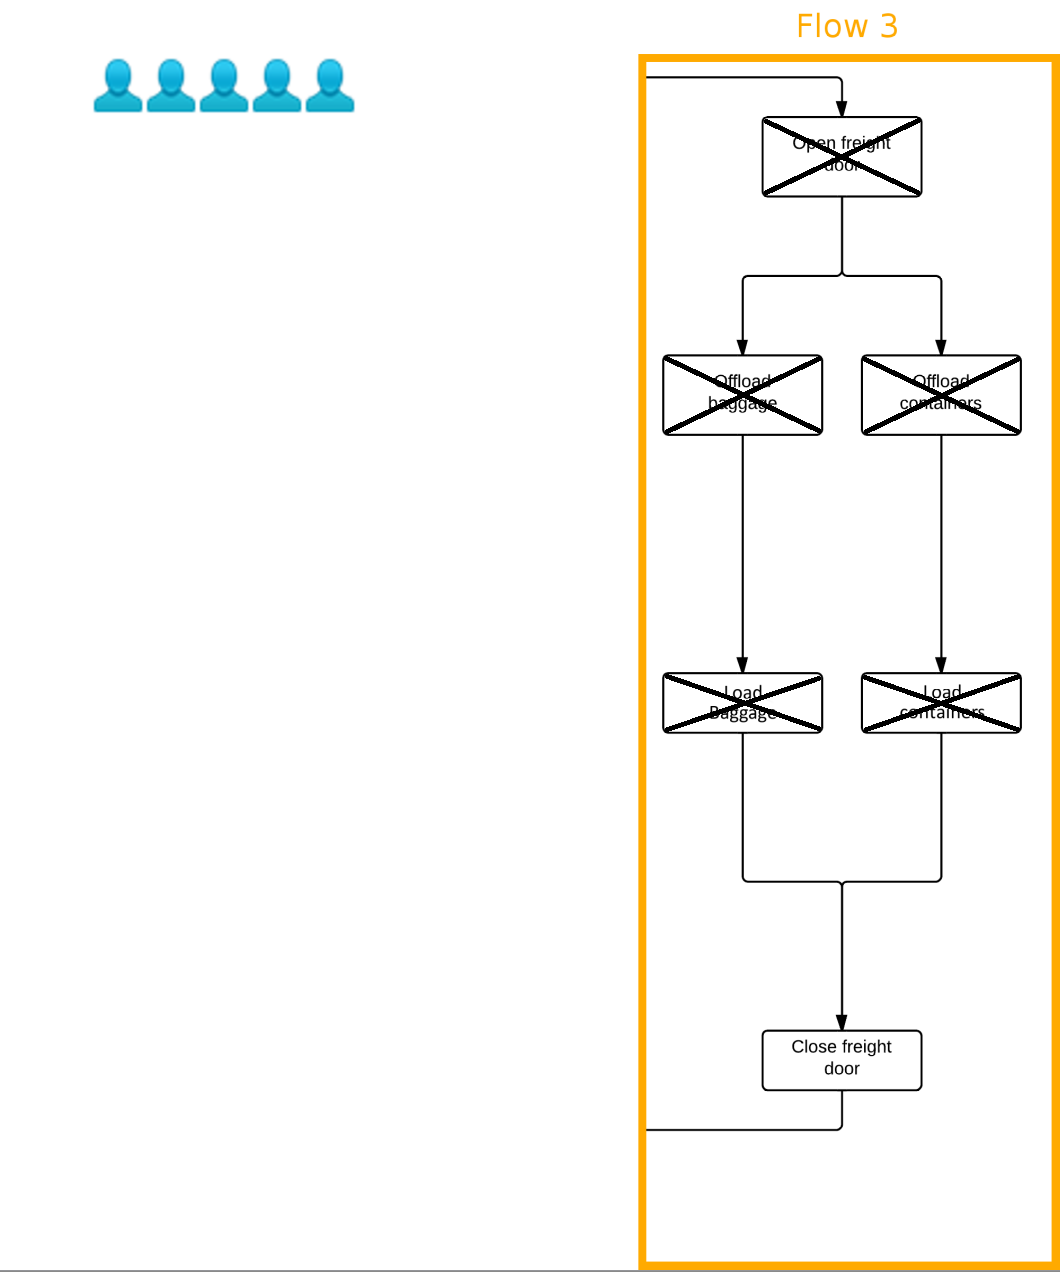 Flow 3
Open freight
door
Offload
baggage
Offload
containers
Load
Baggage
Load
containers
Close freight
door